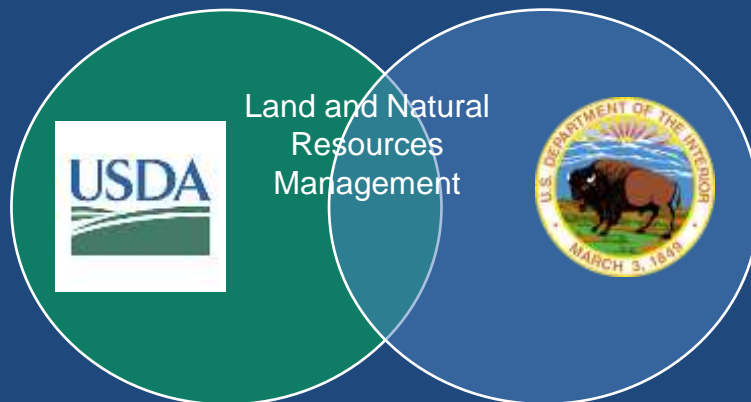 Land and Natural
Resources
Management
USDA
U.S. DEPARTMENT OF THE INTERIOR
MARCH 3, 1849